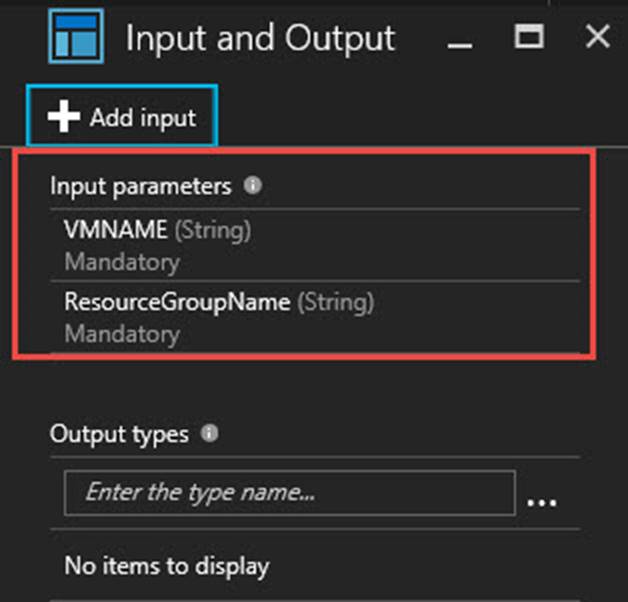 Input and Output
Add input
Input parameters
VMNAME (String)
Mandatory
ResourceGroupName (String)
Mandatory
Output types
Enter the type name...
...
No items to display